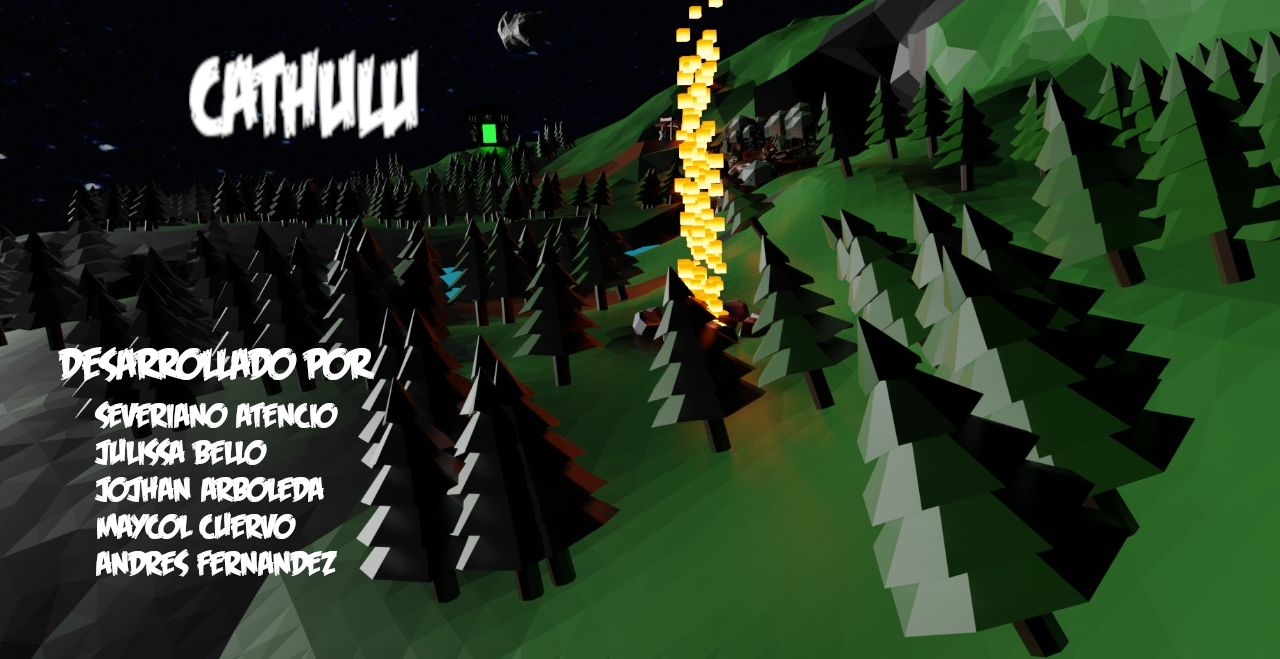 CATHULU
DESARROLLADO POR
SEVERIANO ATENCIO
JULISSA BELLO
JOJHAN ARBOLEDA
MAYCOL CUERVO
ANDRES FERNANDEZ